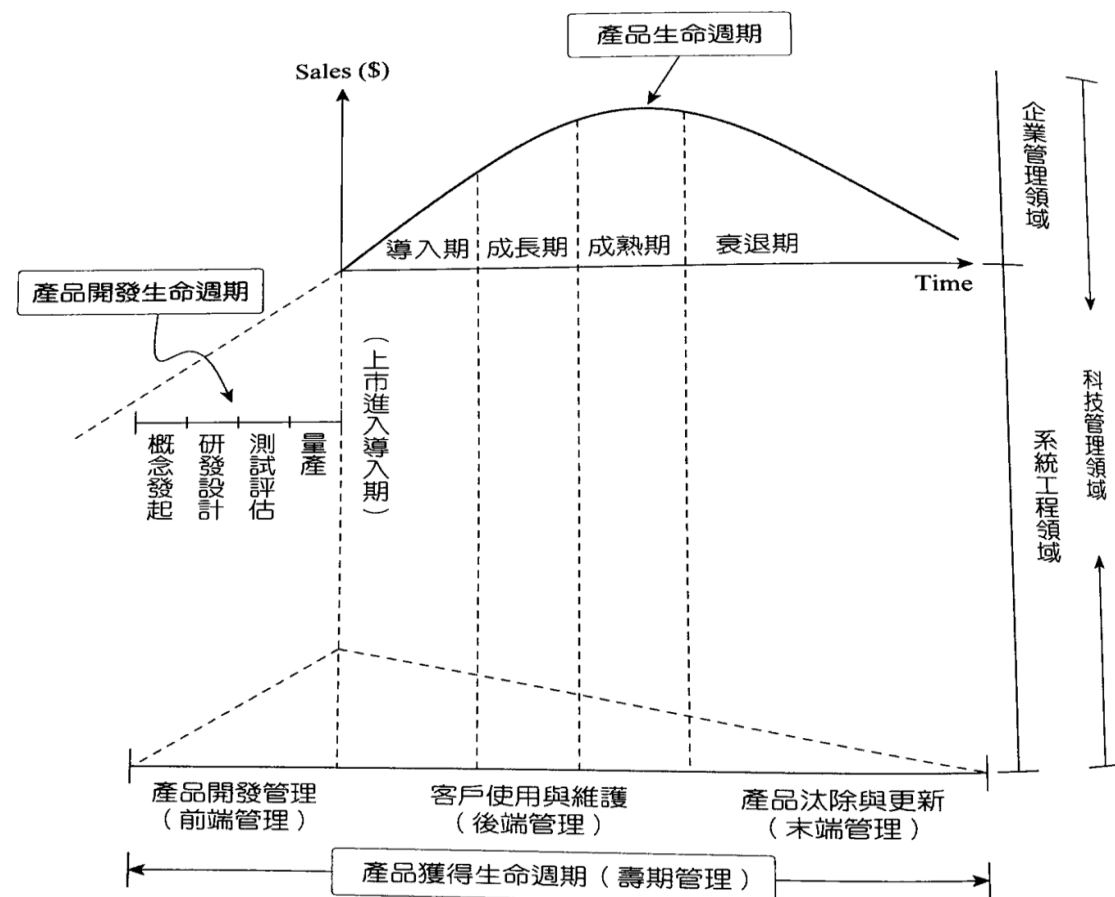 產品生命週期
Sales ($)
導入期
成長期
成熟期
衰退期
Time
產品開發生命週期
概念發起
研發設計
測試評估
量產
(上市進入導入期)
企業管理領域
系統工程領域
科技管理領域
產品開發管理
(前端管理)
客戶使用與維護
(後端管理)
產品汰除與更新
(末端管理)
產品獲得生命週期(壽期管理)